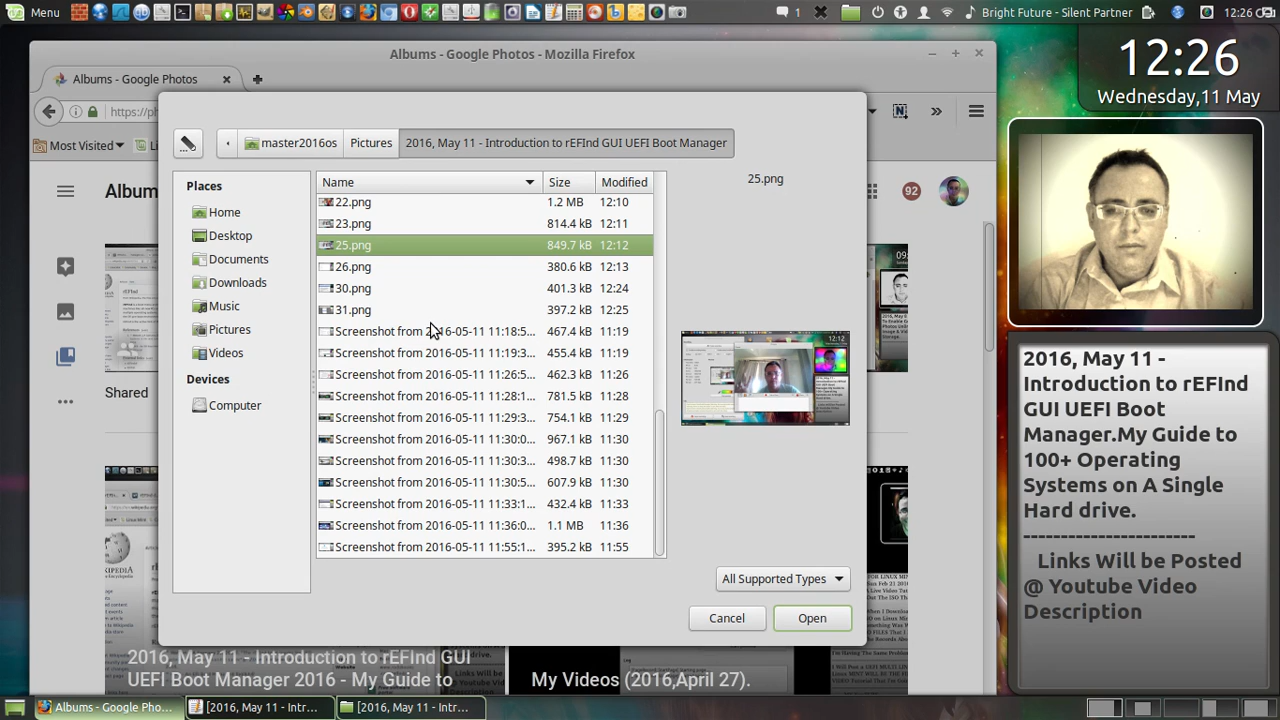 Menu
1
Bright Future - Silent Partner
12:26
Albums - Google Photos - Mozilla Firefox
Albums - Google Photos
https://ph
Most Visited
Albums
92
master2016os
Pictures
2016, May 11 - Introduction to rEFInd GUI UEFI Boot Manager
Places
Home
Desktop
Documents
Downloads
Music
Pictures
Videos
Devices
Computer
Name Size Modified
22.png 1.2 MB 12:10
23.png 814.4 kB 12:11
25.png 849.7 kB 12:12
26.png 380.6 kB 12:13
30.png 401.3 kB 12:24
31.png 397.2 kB 12:25
Screenshot from 2016-05-11 11:18:5... 467.4 kB 11:19
Screenshot from 2016-05-11 11:19:3... 455.4 kB 11:19
Screenshot from 2016-05-11 11:26:5... 462.3 kB 11:26
Screenshot from 2016-05-11 11:28:1... 781.5 kB 11:28
Screenshot from 2016-05-11 11:29:3... 754.1 kB 11:29
Screenshot from 2016-05-11 11:30:0... 967.1 kB 11:30
Screenshot from 2016-05-11 11:30:3... 498.7 kB 11:30
Screenshot from 2016-05-11 11:30:5... 607.9 kB 11:30
Screenshot from 2016-05-11 11:33:1... 432.4 kB 11:33
Screenshot from 2016-05-11 11:36:0... 1.1 MB 11:36
Screenshot from 2016-05-11 11:55:1... 395.2 kB 11:55
25.png
All Supported Types
Cancel
Open
Shared
2016, May 11 - Introduction to rEFInd GUI
UEFI Boot Manager 2016 - My Guide to
My Videos (2016,April 27).
12:26
Wednesday,11 May
2016, May 11 -
Introduction to rEFInd
GUI UEFI Boot
Manager.My Guide to
100+ Operating
Systems on A Single
Hard drive.
-----------------------
Links Will be Posted
@ Youtube Video
Description
Albums - Google Pho...
[2016, May 11 - Intr...
[2016, May 11 - Intr...